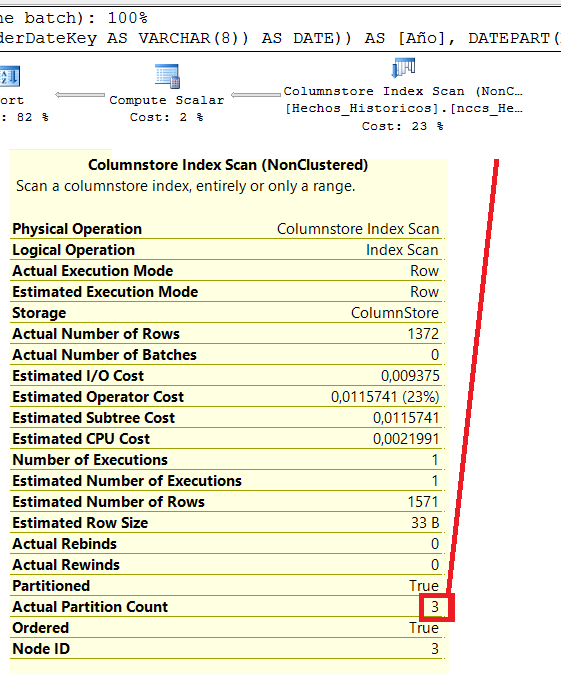 ne batch): 100%
derDateKey AS VARCHAR(8)) AS DATE)) AS [Año], DATEPART(
ort
: 82 %
Compute Scalar
Cost: 2 %
Columnstore Index Scan (NonC…
[Hechos_Historicos].[nccs_He…
Cost: 23 %
Columnstore Index Scan (NonClustered)
Scan a columnstore index, entirely or only a range.
Physical Operation Columnstore Index Scan
Logical Operation Index Scan
Actual Execution Mode Row
Estimated Execution Mode Row
Storage ColumnStore
Actual Number of Rows 1372
Actual Number of Batches 0
Estimated I/O Cost 0,009375
Estimated Operator Cost 0,0115741 (23%)
Estimated Subtree Cost 0,0115741
Estimated CPU Cost 0,0021991
Number of Executions 1
Estimated Number of Executions 1
Estimated Number of Rows 1571
Estimated Row Size 33 B
Actual Rebinds 0
Actual Rewinds 0
Partitioned True
Actual Partition Count 3
Ordered True
Node ID 3